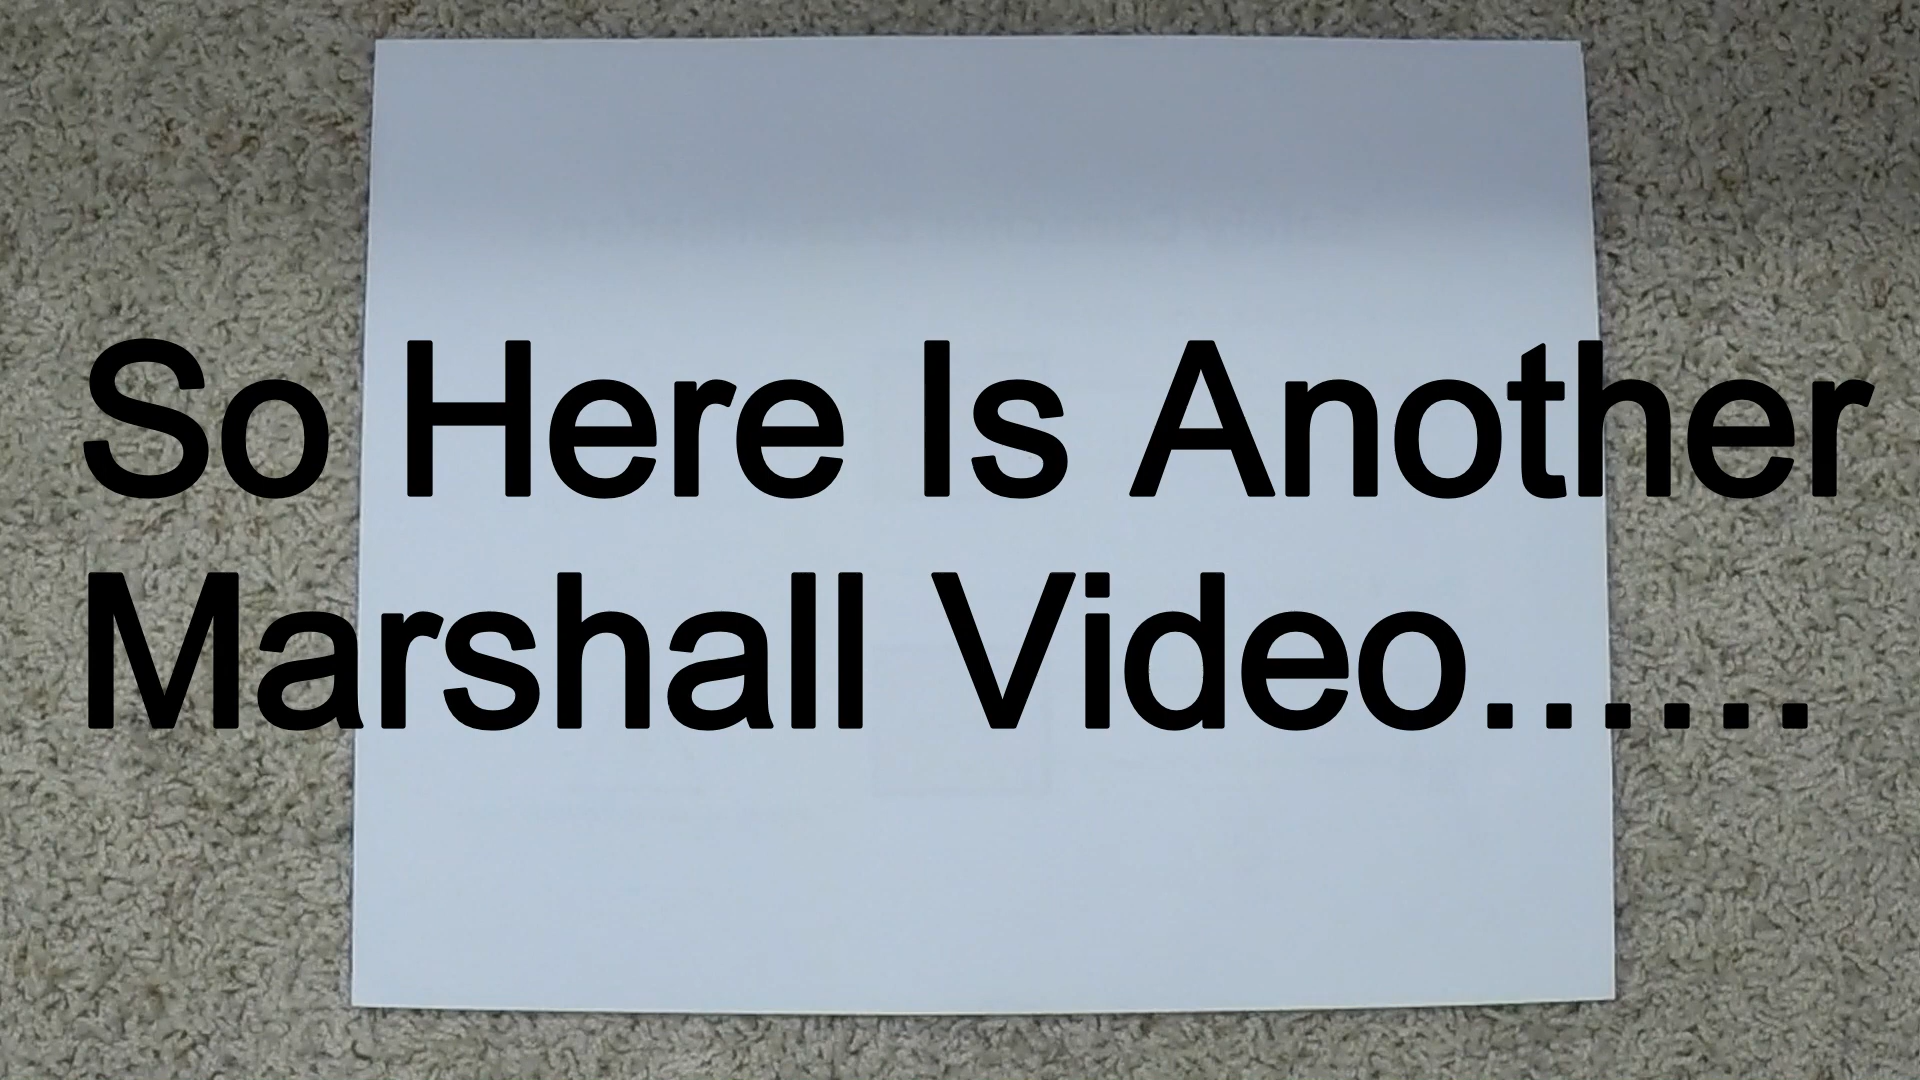 So Here Is Another
Marshall Video......